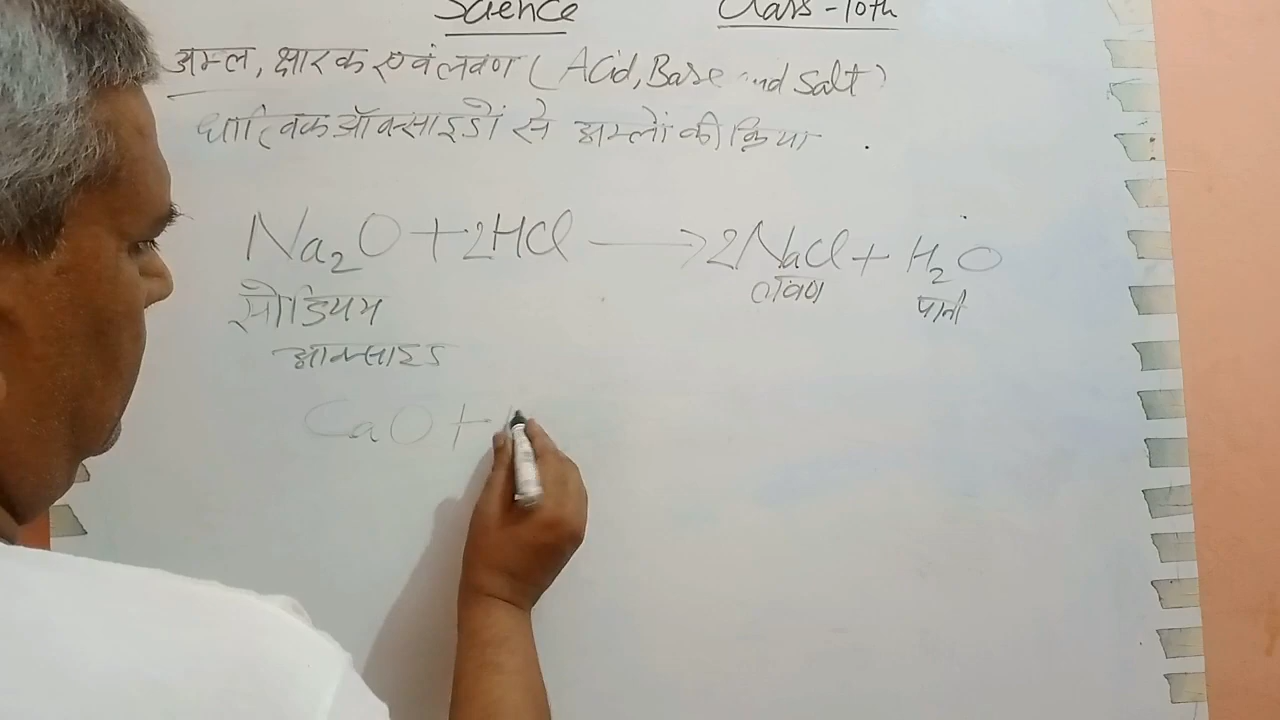 Science Class-10th
अम्ल, क्षारक एवं लवण (Acid, Base and Salt)
धात्विक ऑक्साइडों से अम्लों की क्रिया
Na₂O + 2HCl ⟶ 2NaCl + H₂O
सोडियम लवण पानी
आक्साइड
CaO +